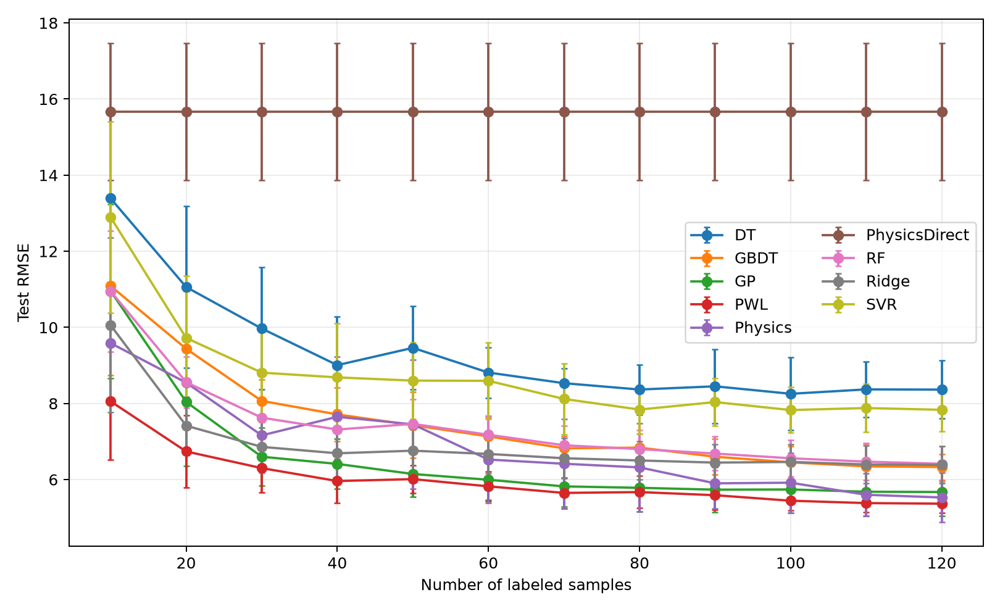 18
16
14
12
10
8
6
Test RMSE
20
40
60
80
100
120
Number of labeled samples
DT
GBDT
GP
PWL
Physics
PhysicsDirect
RF
Ridge
SVR